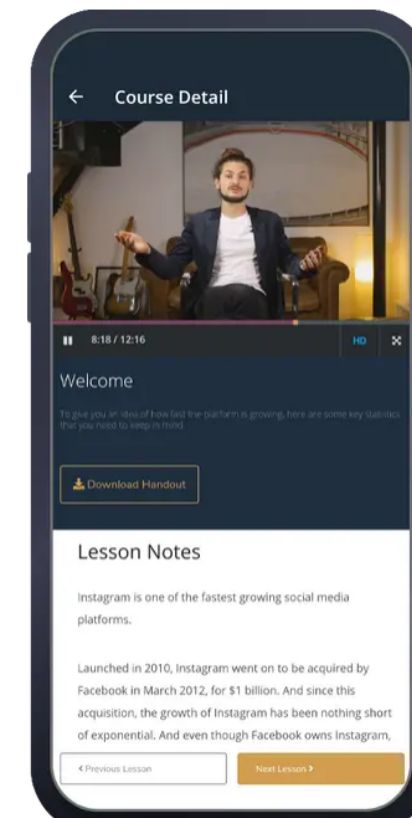 Course Detail
8:18 / 12:16
HD
Welcome
To give you an idea of how fast the platform is growing, here are some key statistics
that you need to keep in mind
Download Handout
Lesson Notes
Instagram is one of the fastest growing social media
platforms.
Launched in 2010, Instagram went on to be acquired by
Facebook in March 2012, for $1 billion. And since this
acquisition, the growth of Instagram has been nothing short
of exponential. And even though Facebook owns Instagram,
Previous Lesson
Next Lesson